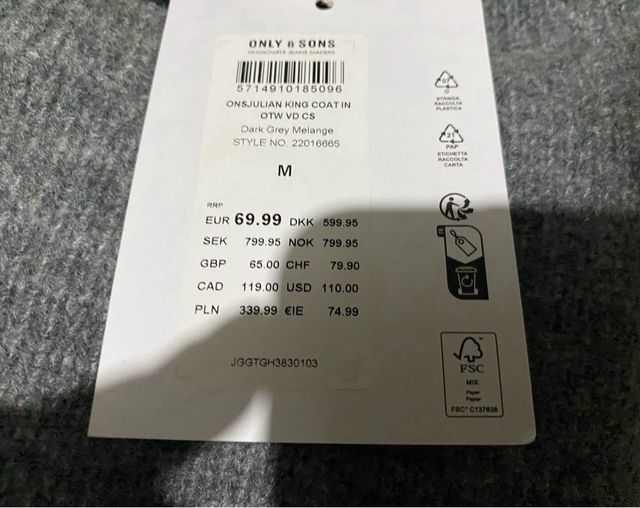 ONLY & SONS
PASSIONATE JEANS MAKERS
5714910185096
ONSJULIAN KING COAT IN
OTW VD CS
Dark Grey Melange
STYLE NO. 22016665
M
RRP
EUR 69.99 DKK 599.95
SEK 799.95 NOK 799.95
GBP 65.00 CHF 79.90
CAD 119.00 USD 110.00
PLN 339.99 €IE 74.99
JGGTGH3830103
07
O
STRINGA
RACCOLTA
PLASTICA
21
PAP
ETICHETTA
RACCOLTA
CARTA
FR
FSC
MIX
Paper
Papier
FSC® C137858